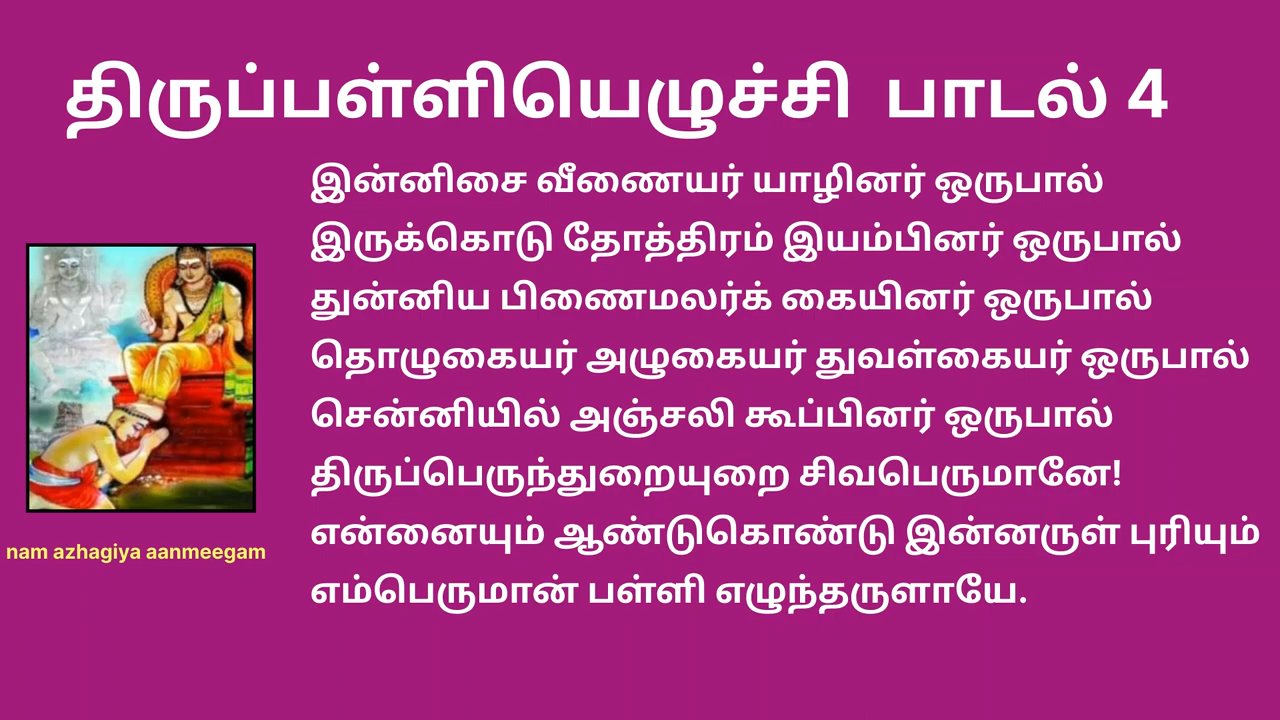 திருப்பள்ளியெழுச்சி பாடல் 4
இன்னிசை வீணையர் யாழினர் ஒருபால்
இருக்கொடு தோத்திரம் இயம்பினர் ஒருபால்
துன்னிய பிணைமலர்க் கையினர் ஒருபால்
தொழுகையர் அழுகையர் துவள்கையர் ஒருபால்
சென்னியில் அஞ்சலி கூப்பினர் ஒருபால்
திருப்பெருந்துறையுறை சிவபெருமானே!
என்னையும் ஆண்டுகொண்டு இன்னருள் புரியும்
எம்பெருமான் பள்ளி எழுந்தருளாயே.
nam azhagiya aanmeegam